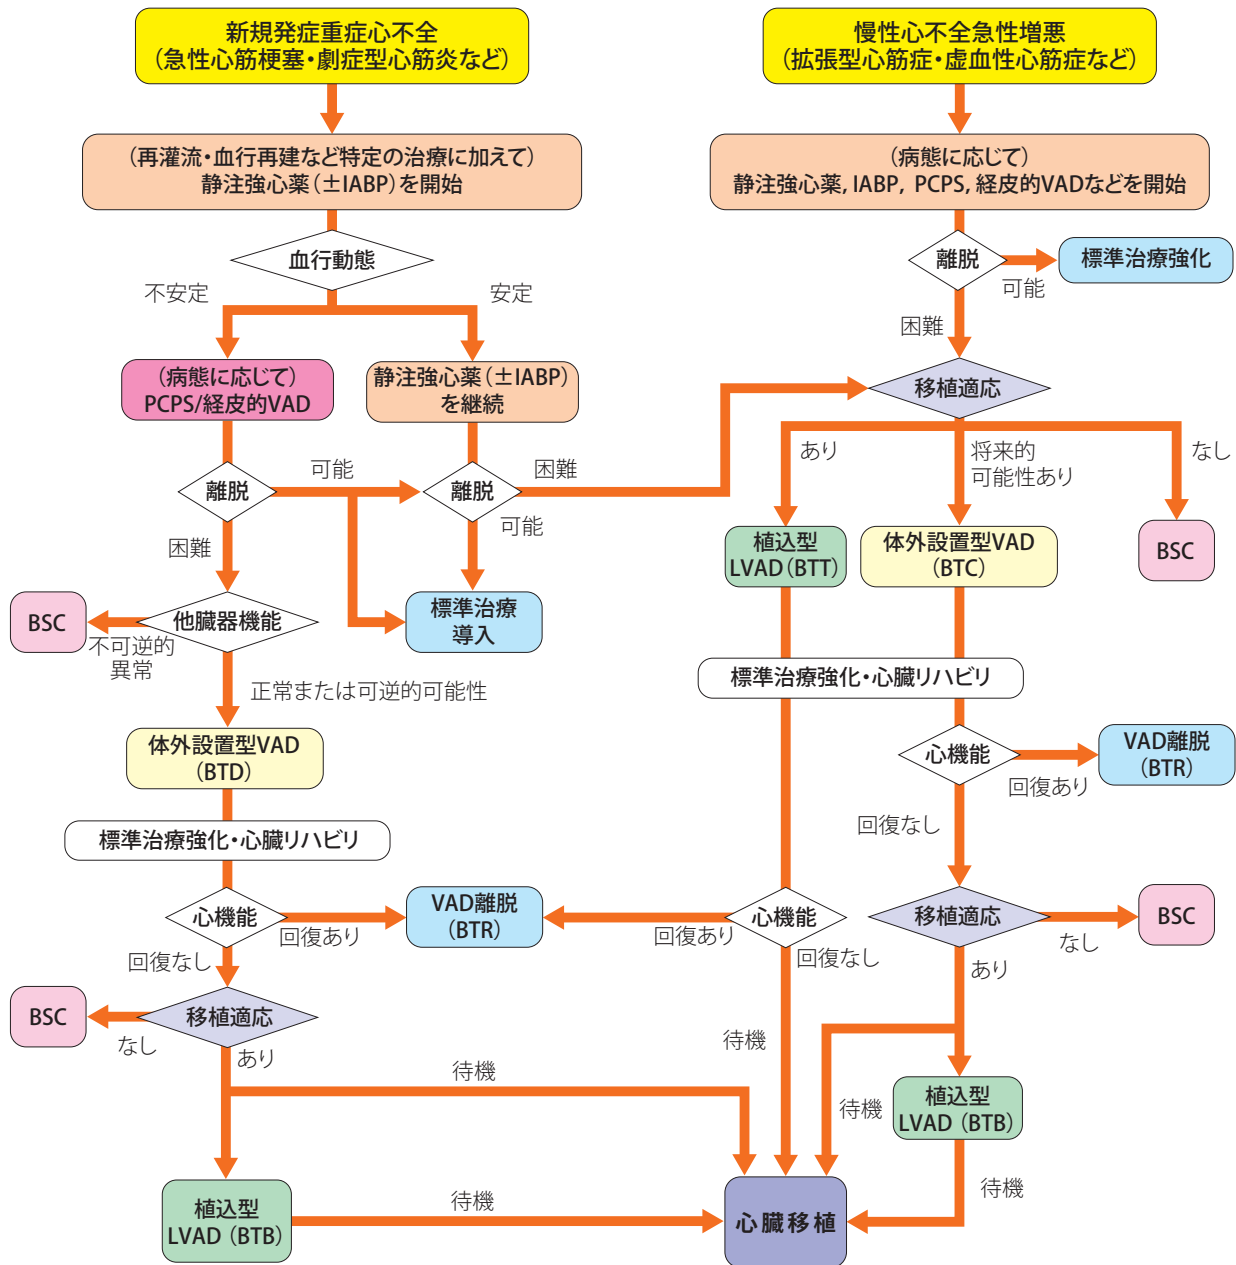 新規発症重症心不全
（急性心筋梗塞・劇症型心筋炎など）
（再灌流・血行再建など特定の治療に加えて）
静注強心薬（±IABP）を開始
血行動態
不安定
安定
（病態に応じて）
PCPS/経皮的VAD
静注強心薬（±IABP）
を継続
離脱
可能
離脱
困難
可能
困難
他臓器機能
BSC
不可逆的
異常
標準治療
導入
正常または可逆的可能性
体外設置型VAD
（BTD）
標準治療強化・心臓リハビリ
心機能
回復あり
VAD離脱
（BTR）
回復なし
移植適応
BSC
なし
あり
待機
植込型
LVAD（BTB）
待機
慢性心不全急性増悪
（拡張型心筋症・虚血性心筋症など）
（病態に応じて）
静注強心薬, IABP, PCPS, 経皮的VADなどを開始
離脱
可能
標準治療強化
困難
移植適応
あり
将来的
可能性あり
なし
植込型
LVAD（BTT）
体外設置型VAD
（BTC）
BSC
標準治療強化・心臓リハビリ
心機能
回復あり
VAD離脱
（BTR）
回復なし
心機能
回復あり
回復なし
移植適応
なし
BSC
あり
待機
待機
植込型
LVAD（BTB）
待機
心臓移植